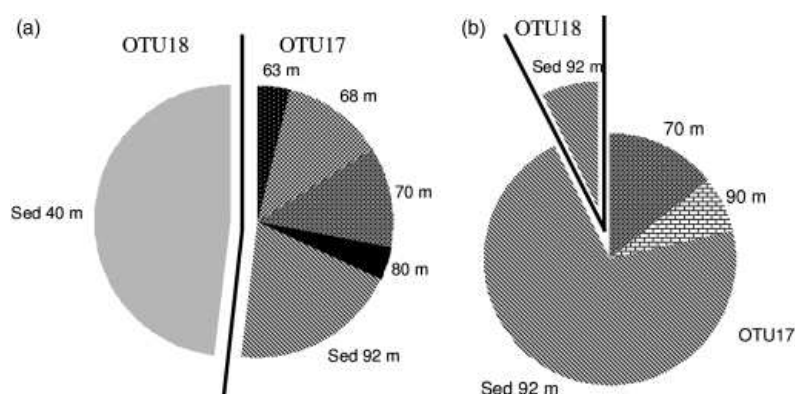 (a)
OTU18
OTU17
63 m
68 m
70 m
80 m
Sed 92 m
Sed 40 m
(b)
OTU18
Sed 92 m
70 m
90 m
OTU17
Sed 92 m